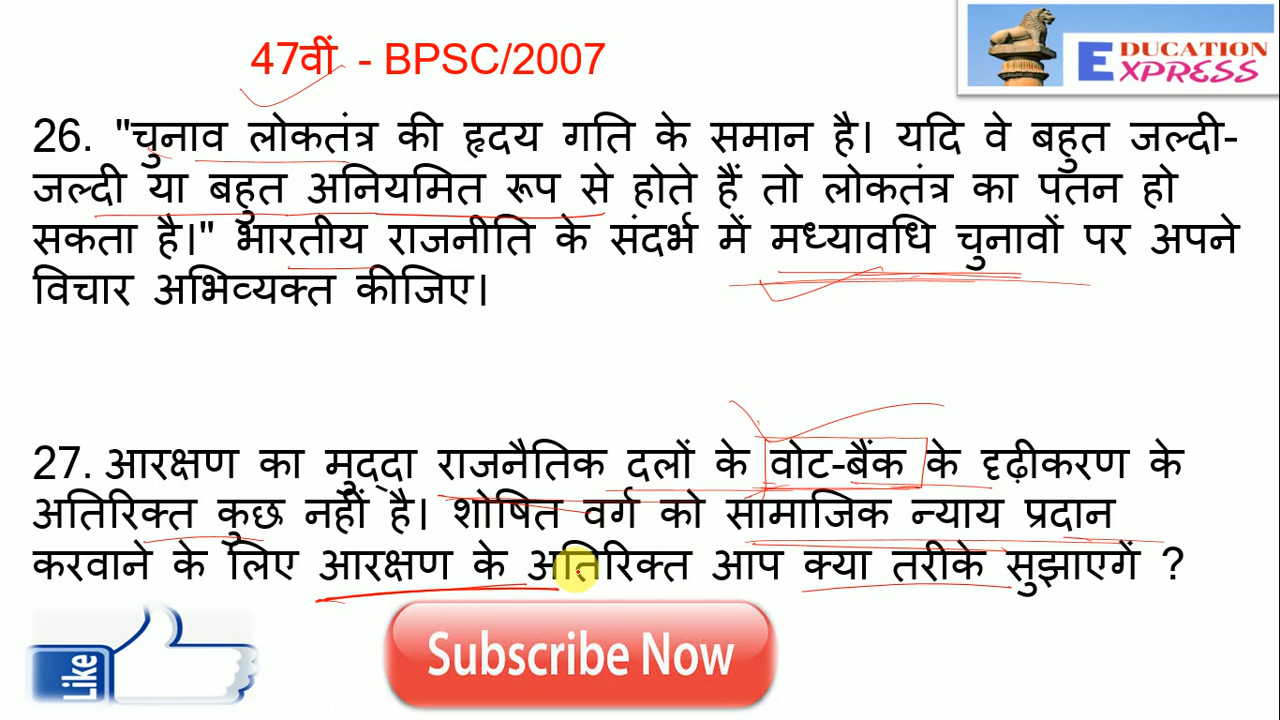 47वीं - BPSC/2007
EDUCATION
EXPRESS
26. "चुनाव लोकतंत्र की हृदय गति के समान है। यदि वे बहुत जल्दी-
जल्दी या बहुत अनियमित रूप से होते हैं तो लोकतंत्र का पतन हो
सकता है।" भारतीय राजनीति के संदर्भ में मध्यावधि चुनावों पर अपने
विचार अभिव्यक्त कीजिए।
27. आरक्षण का मुद्दा राजनैतिक दलों के वोट-बैंक के दृढ़ीकरण के
अतिरिक्त कुछ नहीं है। शोषित वर्ग को सामाजिक न्याय प्रदान
करवाने के लिए आरक्षण के अतिरिक्त आप क्या तरीके सुझाएगें ?
Like
Subscribe Now